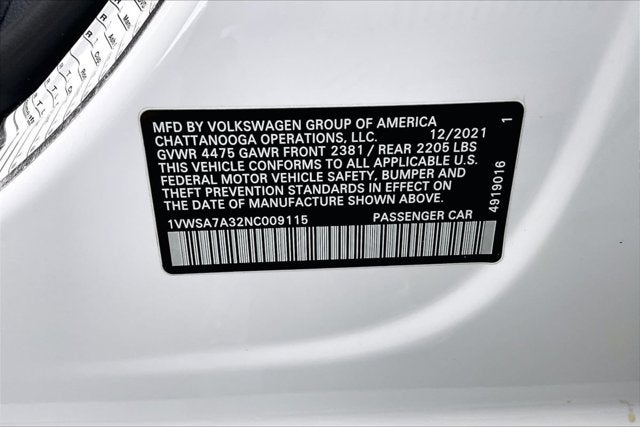 MFD BY VOLKSWAGEN GROUP OF AMERICA
CHATTANOOGA OPERATIONS, LLC. 12/2021
GVWR 4475 GAWR FRONT 2381 / REAR 2205 LBS
THIS VEHICLE CONFORMS TO ALL APPLICABLE U.S.
FEDERAL MOTOR VEHICLE SAFETY, BUMPER AND
THEFT PREVENTION STANDARDS IN EFFECT ON
THE DATE OF MANUFACTURE SHOWN ABOVE.
1VWSA7A32NC009115 PASSENGER CAR
4919016 1